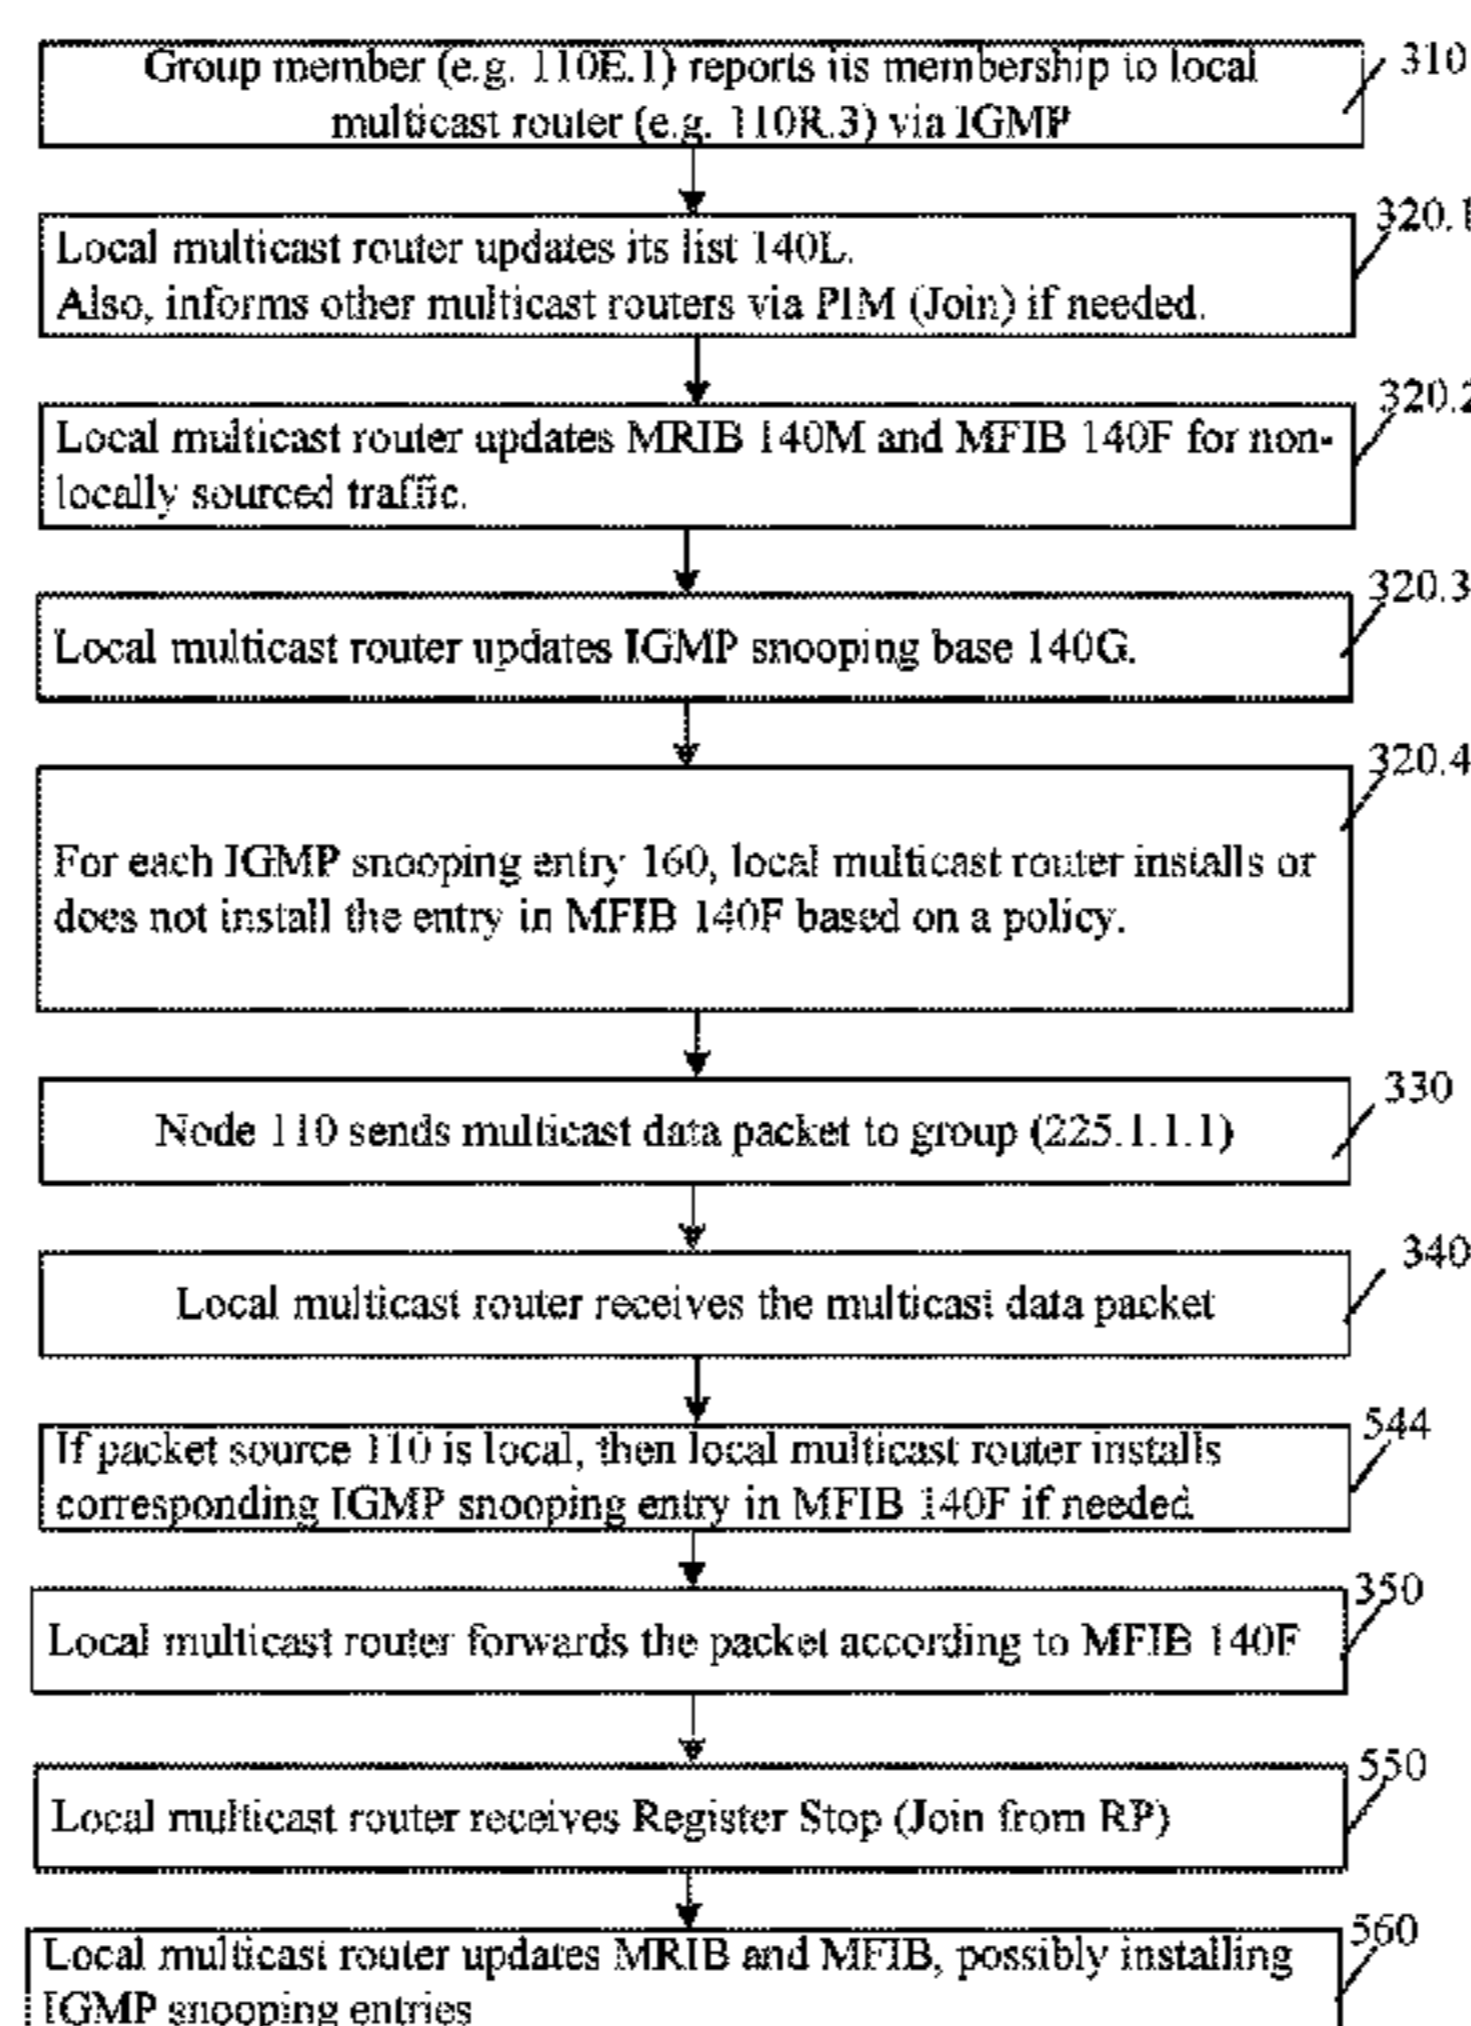 Group member (e.g. 110E.1) reports its membership to local
multicast router (e.g. 110R.3) via IGMP
310
Local multicast router updates its list 140L.
Also, informs other multicast routers via PIM (Join) if needed.
320.1
Local multicast router updates MRIB 140M and MFIB 140F for non-
locally sourced traffic.
320.2
Local multicast router updates IGMP snooping base 140G.
320.3
For each IGMP snooping entry 160, local multicast router installs or
does not install the entry in MFIB 140F based on a policy.
320.4
Node 110 sends multicast data packet to group (225.1.1.1)
330
Local multicast router receives the multicast data packet
340
If packet source 110 is local, then local multicast router installs
corresponding IGMP snooping entry in MFIB 140F if needed
544
Local multicast router forwards the packet according to MFIB 140F
350
Local multicast router receives Register Stop (Join from RP)
550
Local multicast router updates MRIB and MFIB, possibly installing
IGMP snooping entries
560